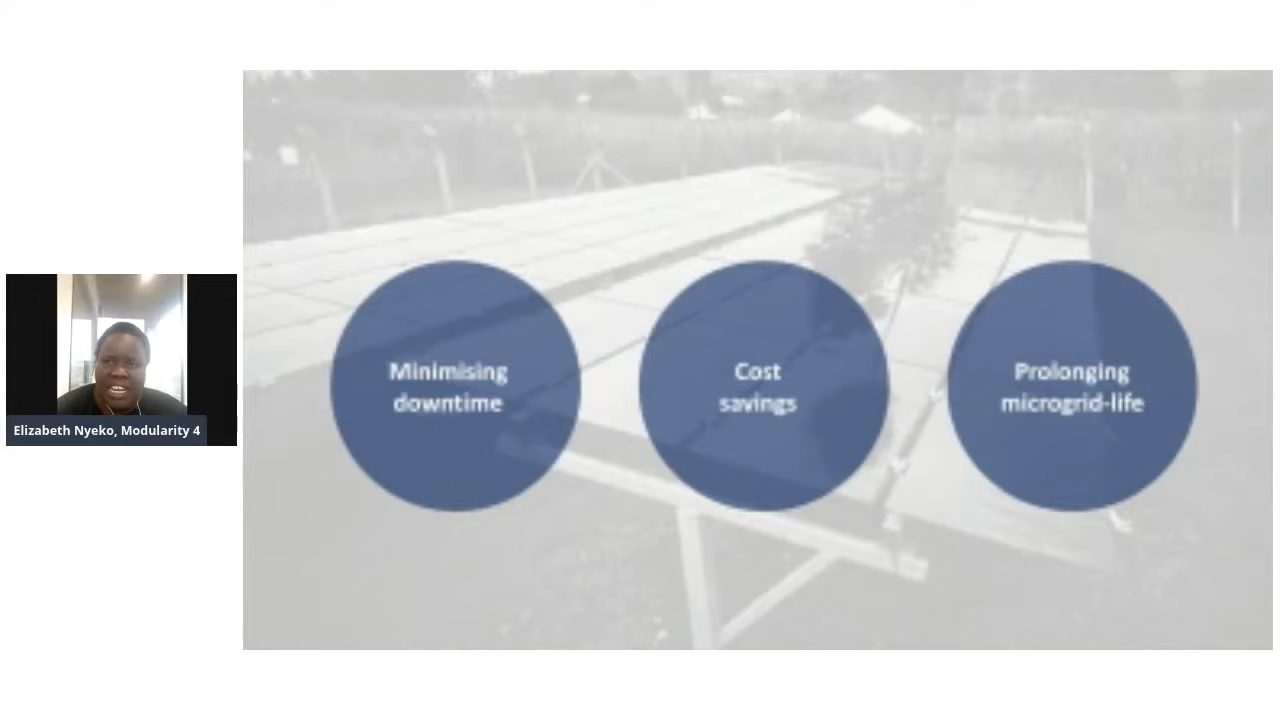 Elizabeth Nyeko, Modularity 4
Minimising
downtime
Cost
savings
Prolonging
microgrid-life